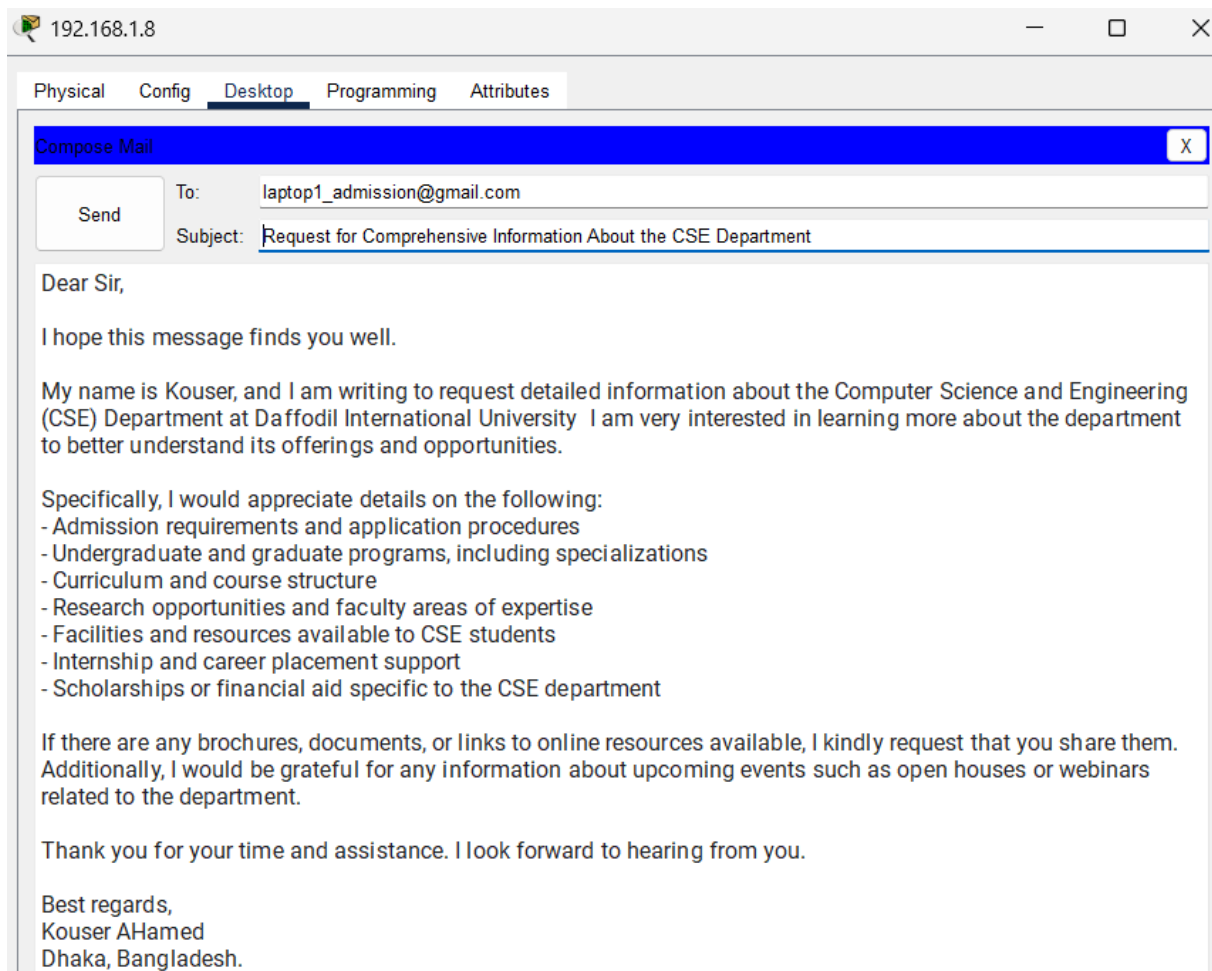 192.168.1.8
Physical Config Desktop Programming Attributes
Compose Mail X
Send
To: laptop1_admission@gmail.com
Subject: Request for Comprehensive Information About the CSE Department
Dear Sir,
I hope this message finds you well.
My name is Kouser, and I am writing to request detailed information about the Computer Science and Engineering
(CSE) Department at Daffodil International University  I am very interested in learning more about the department
to better understand its offerings and opportunities.
Specifically, I would appreciate details on the following:
- Admission requirements and application procedures
- Undergraduate and graduate programs, including specializations
- Curriculum and course structure
- Research opportunities and faculty areas of expertise
- Facilities and resources available to CSE students
- Internship and career placement support
- Scholarships or financial aid specific to the CSE department
If there are any brochures, documents, or links to online resources available, I kindly request that you share them.
Additionally, I would be grateful for any information about upcoming events such as open houses or webinars
related to the department.
Thank you for your time and assistance. I look forward to hearing from you.
Best regards,
Kouser AHamed
Dhaka, Bangladesh.